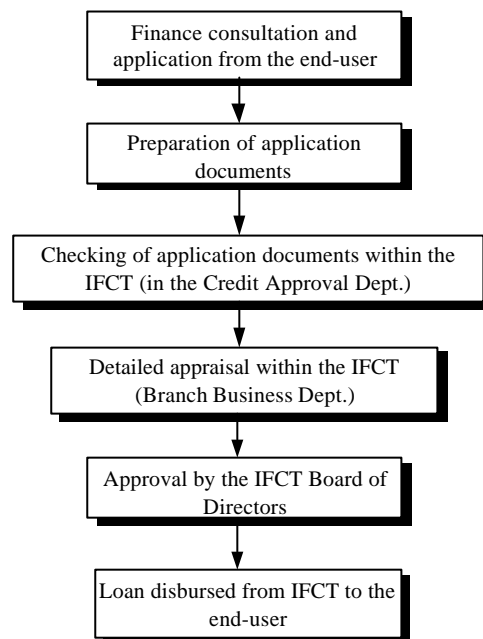 Finance consultation and
application from the end-user
Preparation of application
documents
Checking of application documents within the
IFCT (in the Credit Approval Dept.)
Detailed appraisal within the IFCT
(Branch Business Dept.)
Approval by the IFCT Board of
Directors
Loan disbursed from IFCT to the
end-user